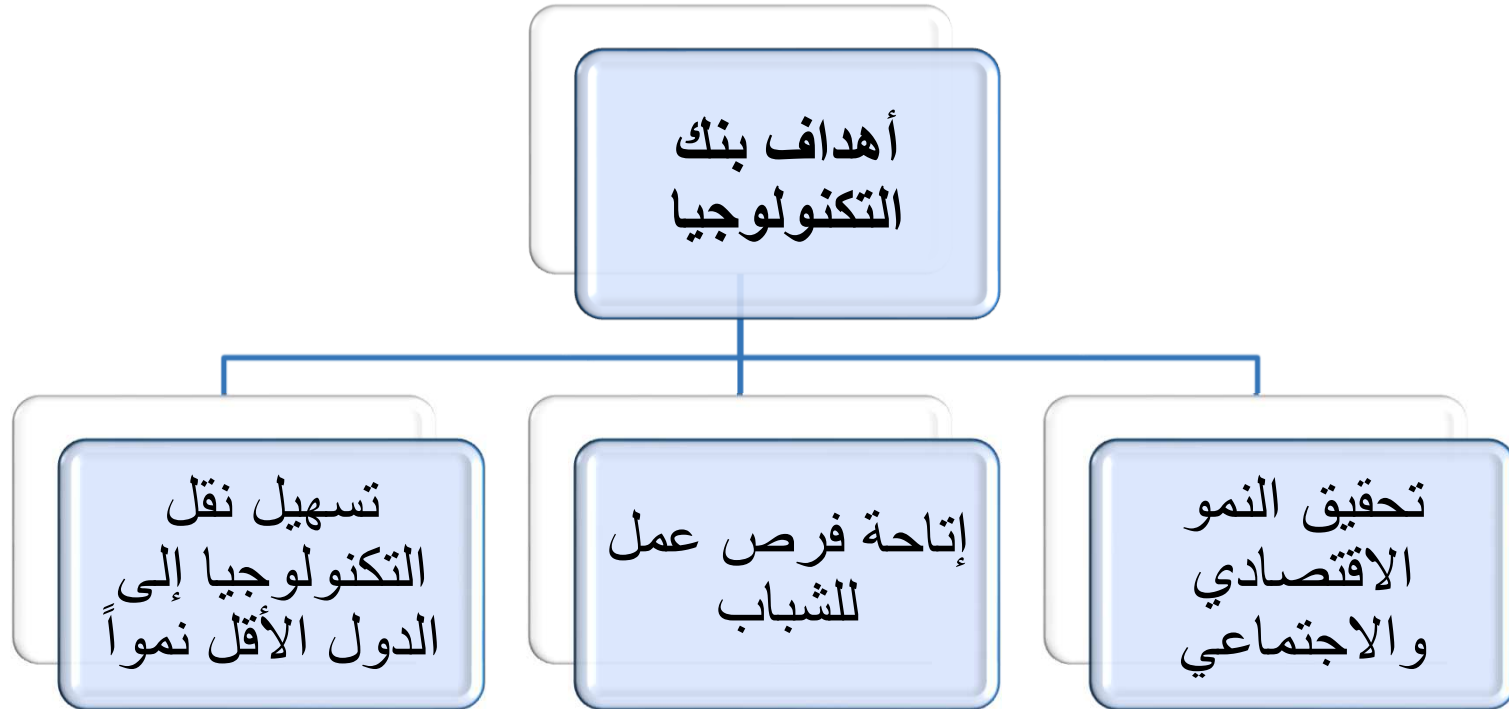 أهداف بنك
التكنولوجيا
تحقيق النمو
الاقتصادي
والاجتماعي
إتاحة فرص عمل
للشباب
تسهيل نقل
التكنولوجيا إلى
الدول الأقل نمواً